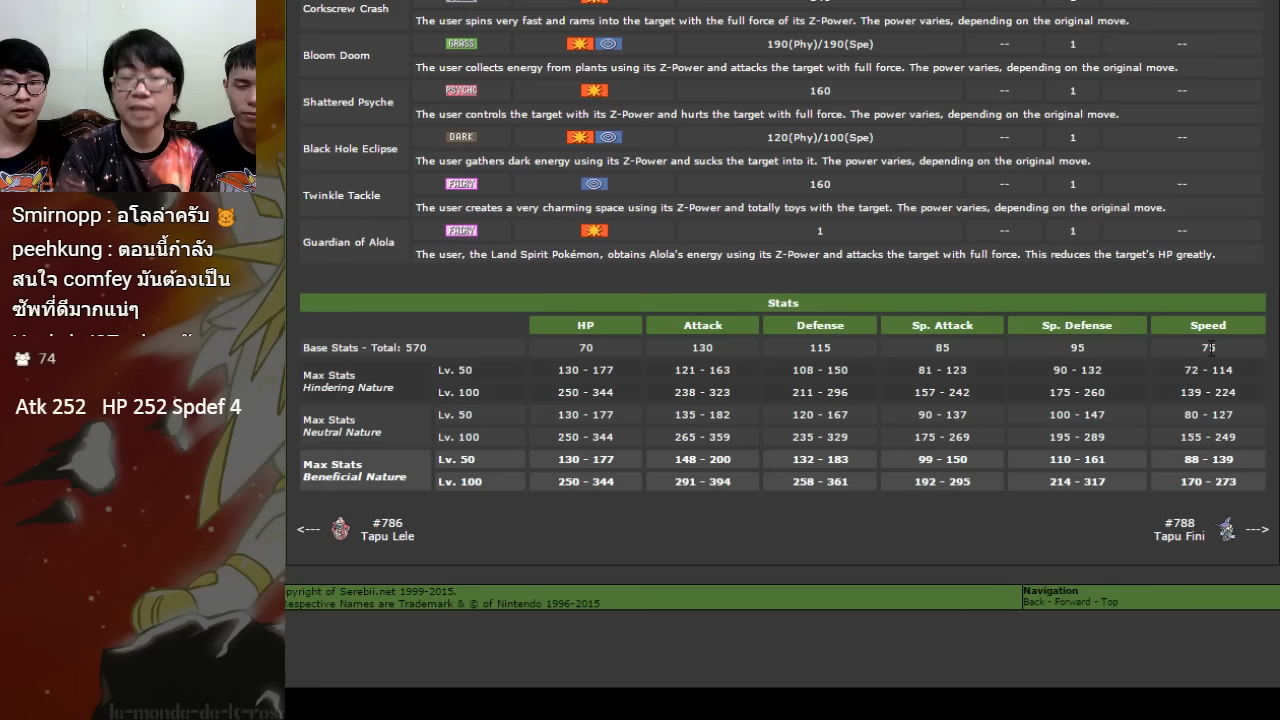 Corkscrew Crash
The user spins very fast and rams into the target with the full force of its Z-Power. The power varies, depending on the original move.
Bloom Doom GRASS 190(Phy)/190(Spe) -- 1 --
The user collects energy from plants using its Z-Power and attacks the target with full force. The power varies, depending on the original move.
Shattered Psyche PSYCHC 160 -- 1 --
The user controls the target with its Z-Power and hurts the target with full force. The power varies, depending on the original move.
Black Hole Eclipse DARK 120(Phy)/100(Spe) -- 1 --
The user gathers dark energy using its Z-Power and sucks the target into it. The power varies, depending on the original move.
Twinkle Tackle FAIRY 160 -- 1 --
The user creates a very charming space using its Z-Power and totally toys with the target. The power varies, depending on the original move.
Guardian of Alola FAIRY 1 -- 1 --
The user, the Land Spirit Pokémon, obtains Alola's energy using its Z-Power and attacks the target with full force. This reduces the target's HP greatly.
Smirnopp : อโลล่าครับ
peehkung : ตอนนี้กำลัง
สนใจ comfey มันต้องเป็น
ซัพที่ดีมากแน่ๆ
74
Atk 252 HP 252 Spdef 4
Stats
HP Attack Defense Sp. Attack Sp. Defense Speed
Base Stats - Total: 570 70 130 115 85 95 75
Max Stats
Hindering Nature
Lv. 50 130 - 177 121 - 163 108 - 150 81 - 123 90 - 132 72 - 114
Lv. 100 250 - 344 238 - 323 211 - 296 157 - 242 175 - 260 139 - 224
Max Stats
Neutral Nature
Lv. 50 130 - 177 135 - 182 120 - 167 90 - 137 100 - 147 80 - 127
Lv. 100 250 - 344 265 - 359 235 - 329 175 - 269 195 - 289 155 - 249
Max Stats
Beneficial Nature
Lv. 50 130 - 177 148 - 200 132 - 183 99 - 150 110 - 161 88 - 139
Lv. 100 250 - 344 291 - 394 258 - 361 192 - 295 214 - 317 170 - 273
<--- #786
Tapu Lele
#788 --->
Tapu Fini
pyright of Serebii.net 1999-2015.
Respective Names are Trademark & © of Nintendo 1996-2015
Navigation
Back - Forward - Top
le-monde-de-k-ros